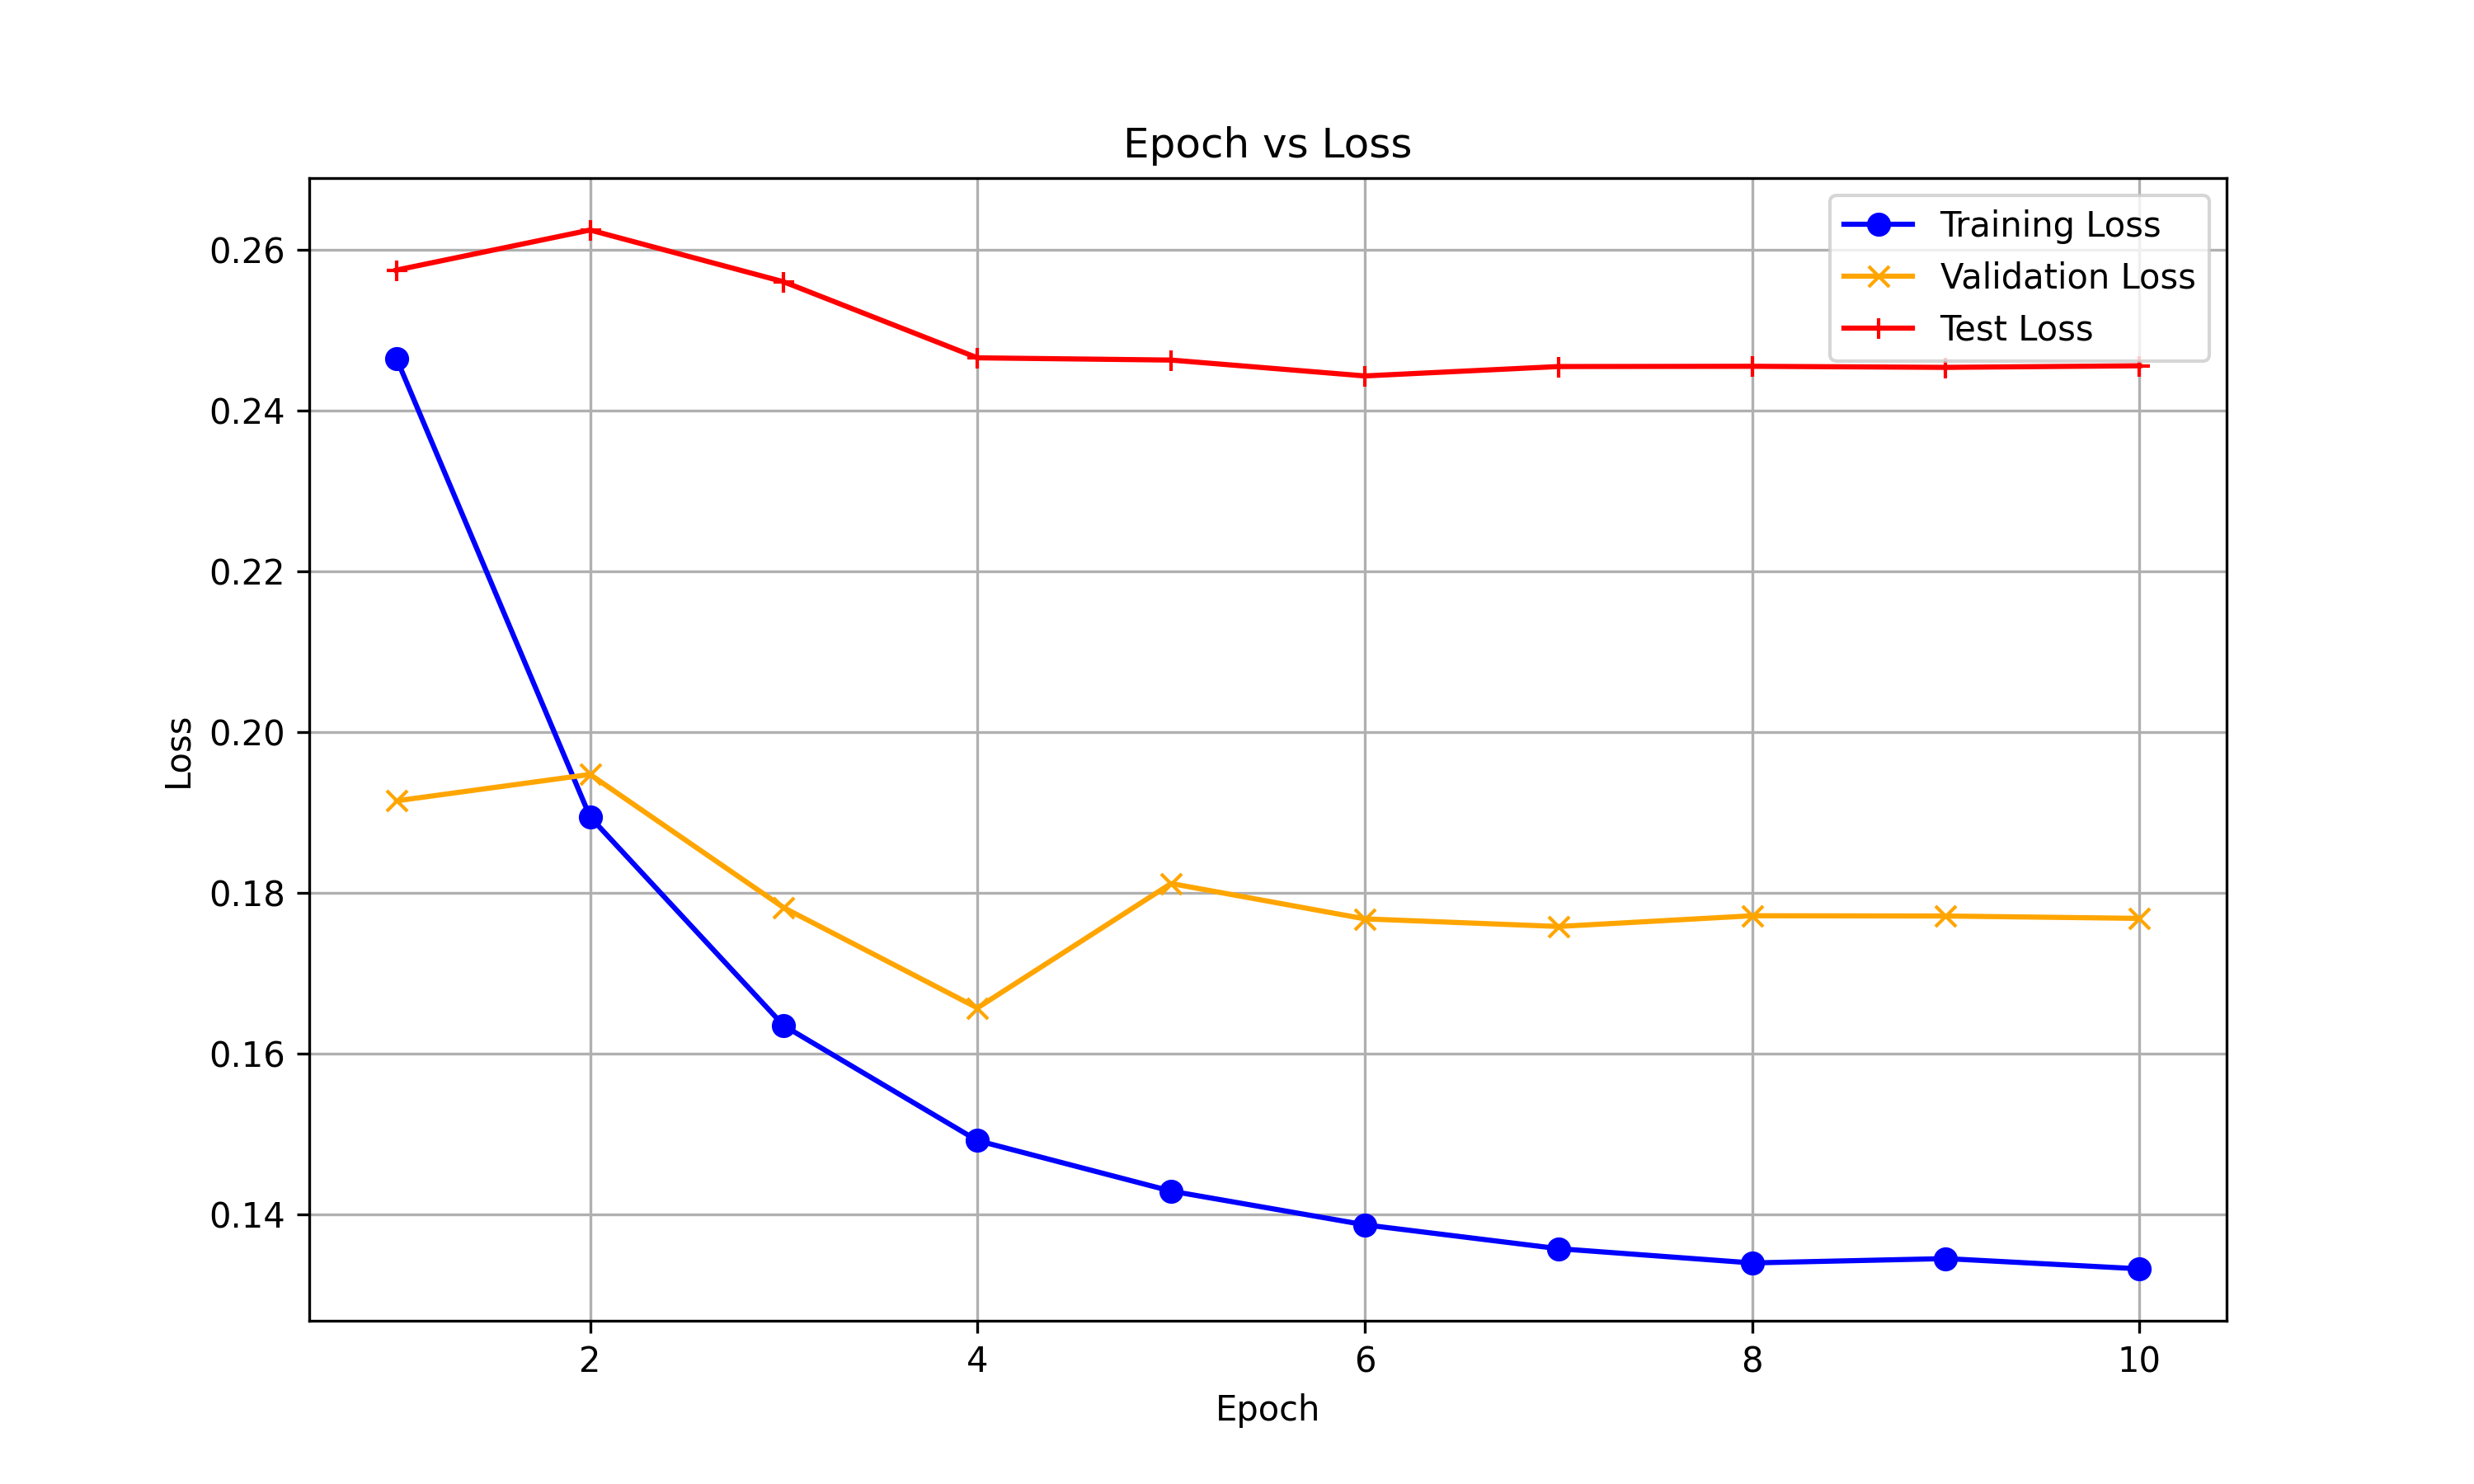 Epoch vs Loss
Training Loss
Validation Loss
Test Loss
0.26
0.24
0.22
0.20
0.18
0.16
0.14
Loss
2 4 6 8 10
Epoch